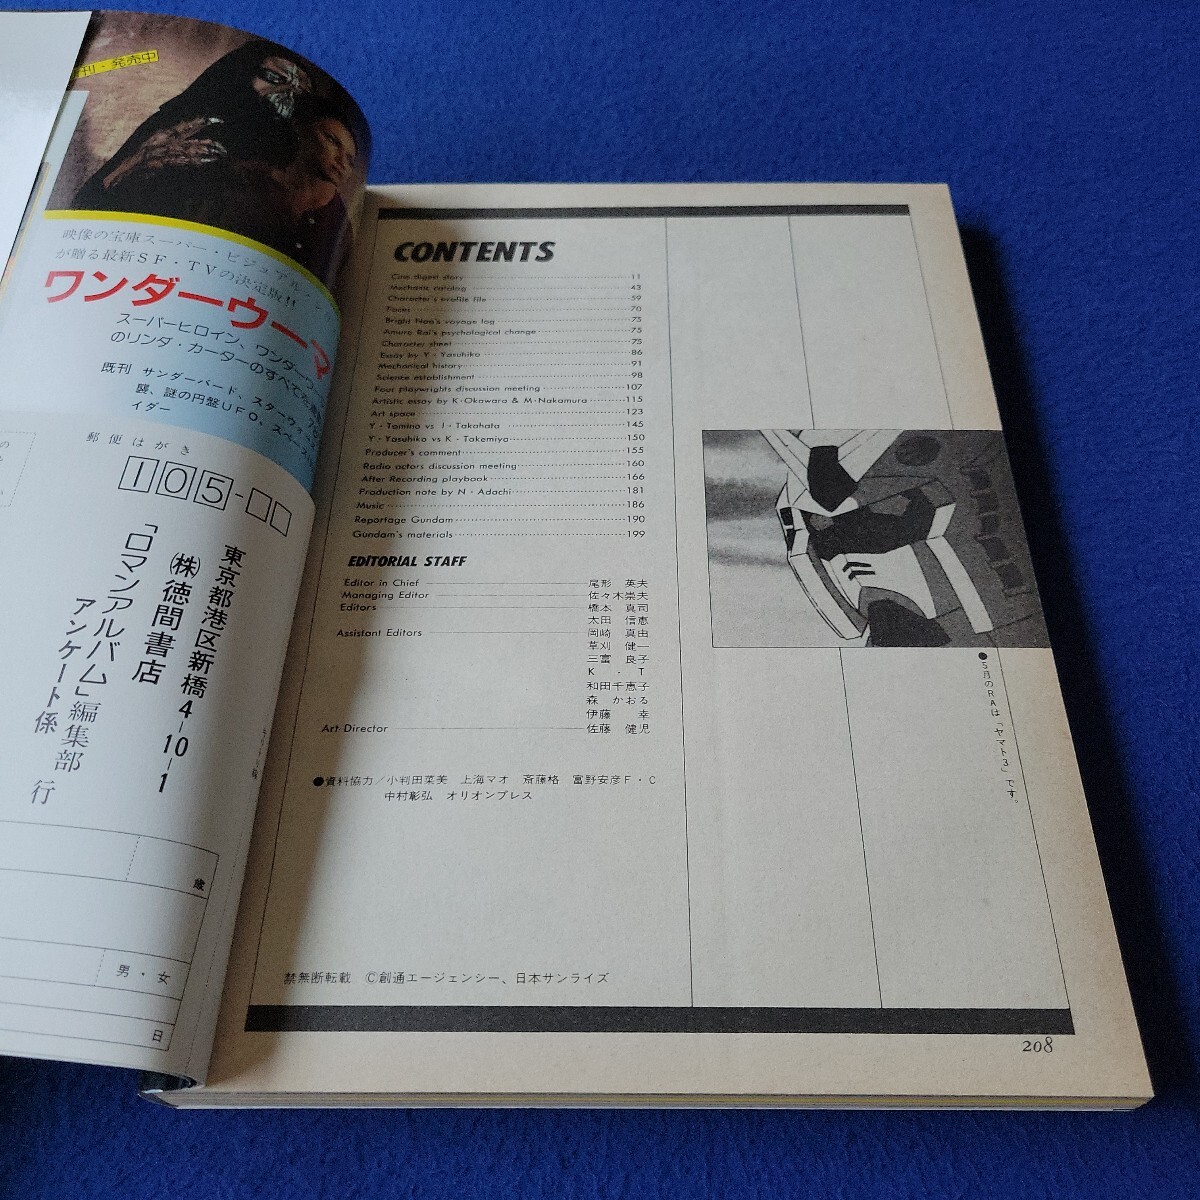 刊・発売中
映像の宝庫スーパー・ビジュアル・シ
が贈る最新SF・TVの決定版!!
ワンダーウーマ
スーパーヒロイン、ワンダー・ウー
のリンダ・カーターのすべて
既刊 サンダーバード、スターウォ
襲、謎の円盤UFO、スペース
イダー
郵便はがき
105-
東京都港区新橋4-10-1
(株)徳間書店
「ロマンアルバム」編集部
アンケート係 行
歳
男・女
日
CONTENTS
Cine digest story 11
Mechanic catalog 43
Character's profile file 59
Faces 70
Bright Noa's voyage log 75
Amuro Rai's psychological change 75
Character sheet 75
Essay by Y・Yasuhiko 86
Mechanical history 91
Science establishment 98
Four playwrights discussion meeting 107
Artistic essay by K・Okawara & M・Nakamura 115
Art space 123
Y・Tomino vs I・Takahata 145
Y・Yasuhiko vs K・Takemiya 150
Producer's comment 155
Radio actors discussion meeting 160
After Recording playbook 166
Production note by N・Adachi 181
Music 186
Reportage Gundam 190
Gundam's materials 199
EDITORIAL STAFF
Editor in Chief 尾形 英夫
Managing Editor 佐々木崇夫
Editors 橋本 真司
太田 信恵
Assistant Editors 岡崎 真由
草刈 健一
三富 良子
K・T
和田千恵子
森 かおる
伊藤 幸
Art Director 佐藤 健児
●資料協力/小判田菜美 上海マオ 斎藤格 富野安彦F・C
中村彰弘 オリオンプレス
●5月のRAは「ヤマト3」です。
禁無断転載 ©創通エージェンシー、日本サンライズ
208